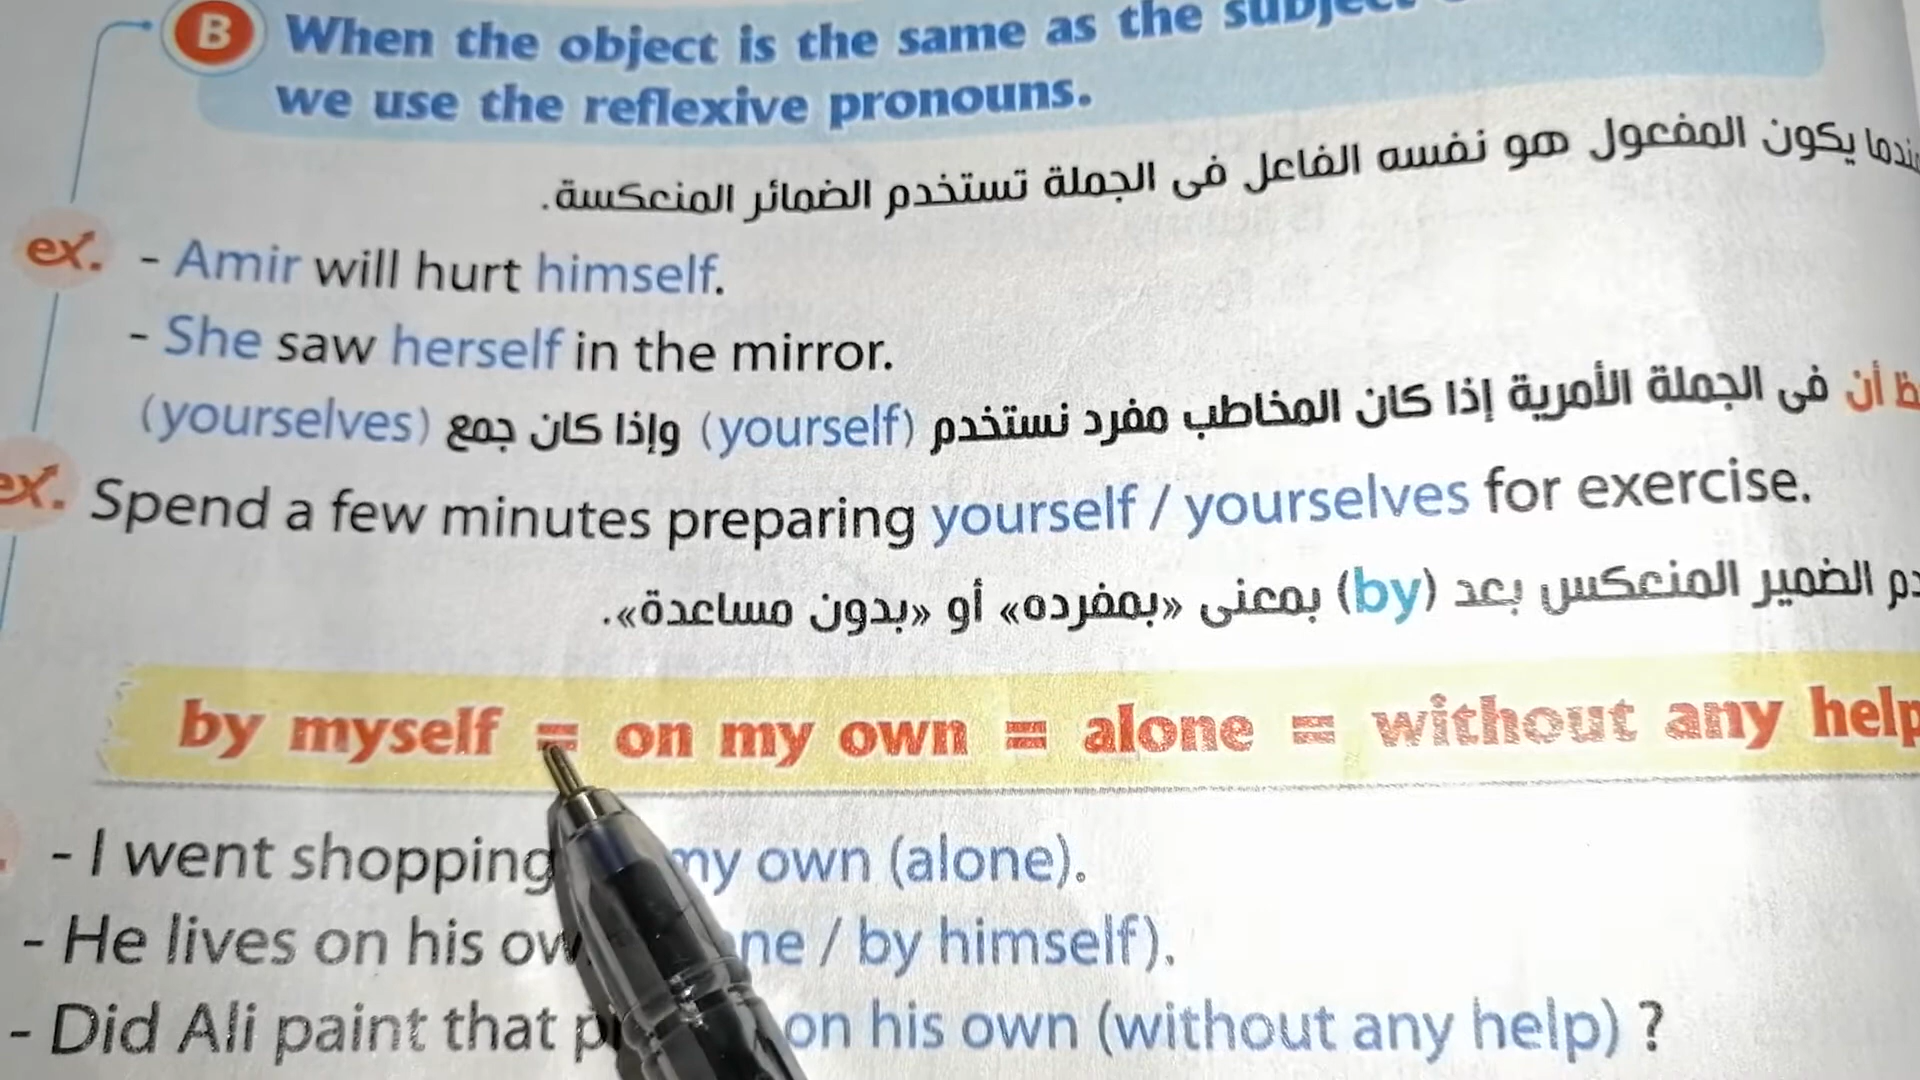 B When the object is the same as the subject
we use the reflexive pronouns.
يكون المفعول هو نفسه الفاعل فى الجملة تستخدم الضمائر المنعكسة.
ex. - Amir will hurt himself.
- She saw herself in the mirror.
أن فى الجملة الأمرية إذا كان المخاطب مفرد نستخدم (yourself) وإذا كان جمع (yourselves)
ex. Spend a few minutes preparing yourself / yourselves for exercise.
الضمير المنعكس بعد (by) بمعنى «بمفرده» أو «بدون مساعدة».
by myself = on my own = alone = without any help
- I went shopping my own (alone).
- He lives on his / by himself).
- Did Ali paint that on his own (without any help) ?